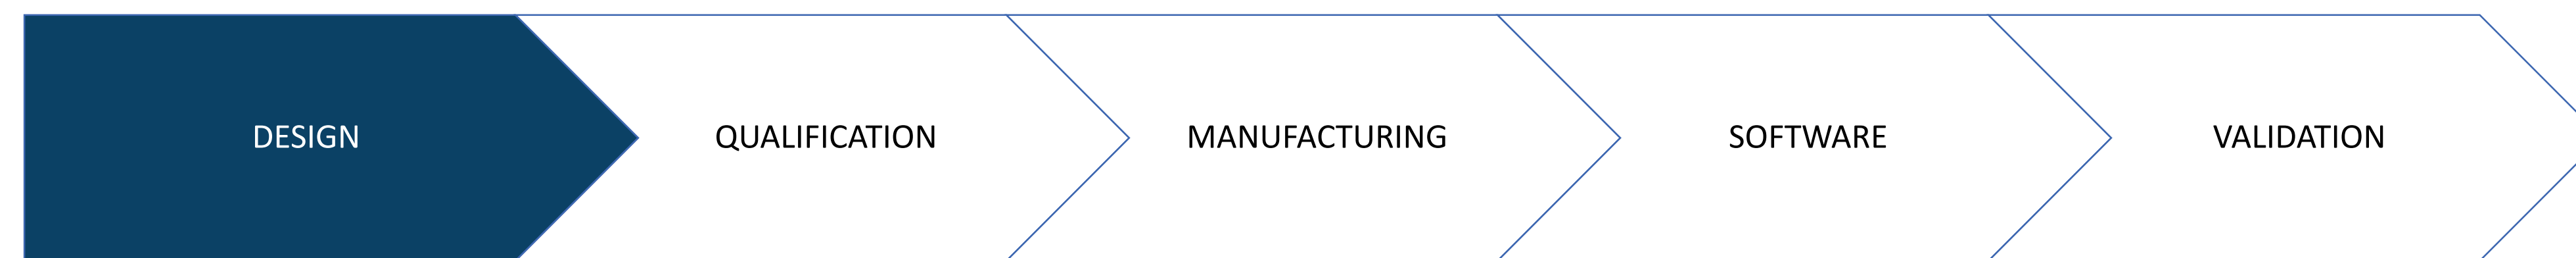 DESIGN
QUALIFICATION
MANUFACTURING
SOFTWARE
VALIDATION